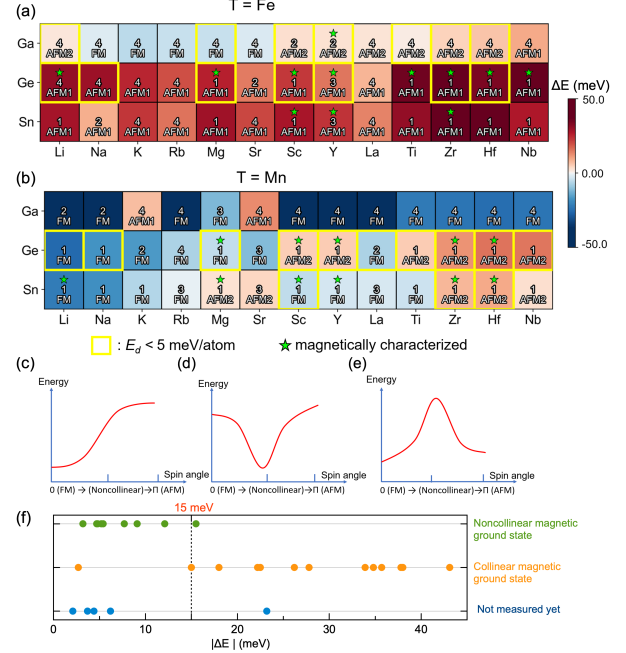 (a)
T = Fe
4 4 4 4 4 4 2 2 4 4 4 4 4
Ga
AFM2 FM FM FM FM FM AFM2 AFM2 AFM2 AFM2 AFM2 AFM2 AFM1
4 4 4 4 4 2 1 3 4 1 1 1 1
Ge
AFM1 AFM1 AFM1 AFM1 AFM1 AFM1 AFM1 AFM1 AFM1 AFM1 AFM1 AFM1 AFM1
1 2 4 4 1 4 1 3 4 1 1 1 1
Sn
AFM1 AFM1 AFM1 AFM1 AFM1 AFM1 AFM1 AFM1 AFM1 AFM1 AFM1 AFM1 AFM1
Li Na K Rb Mg Sr Sc Y La Ti Zr Hf Nb
ΔE (meV)
50.0
0.00
-50.0
(b)
T = Mn
2 2 4 4 3 4 4 4 4 4 4 4 4
Ga
FM FM AFM1 FM FM AFM1 FM FM FM FM FM FM FM
1 1 2 4 1 3 1 1 2 1 1 1 1
Ge
FM FM FM FM FM FM AFM2 AFM2 FM AFM2 AFM2 AFM2 AFM2
1 1 1 3 1 3 1 1 3 1 1 1 1
Sn
FM FM FM FM AFM2 AFM2 FM FM FM FM AFM2 AFM2 AFM2
Li Na K Rb Mg Sr Sc Y La Ti Zr Hf Nb
: E_d < 5 meV/atom
magnetically characterized
(c)
Energy
Spin angle
0 (FM) → (Noncollinear)→Π (AFM)
(d)
Energy
Spin angle
0 (FM) → (Noncollinear)→Π (AFM)
(e)
Energy
Spin angle
0 (FM) → (Noncollinear)→Π (AFM)
(f)
15 meV
Noncollinear magnetic
ground state
Collinear magnetic
ground state
Not measured yet
0 10 20 30 40
|ΔE | (meV)